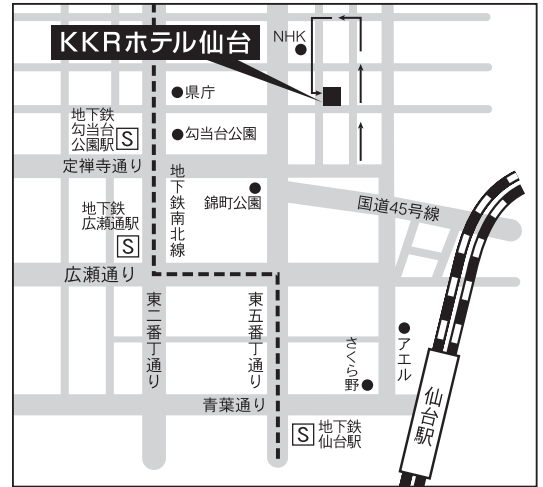 KKRホテル仙台
NHK
県庁
地下鉄
勾当台
公園駅
S
勾当台公園
定禅寺通り
地下鉄南北線
錦町公園
国道45号線
地下鉄
広瀬通駅
S
広瀬通り
東二番丁通り
東五番丁通り
さくら野
アエル
仙台駅
青葉通り
S
地下鉄
仙台駅